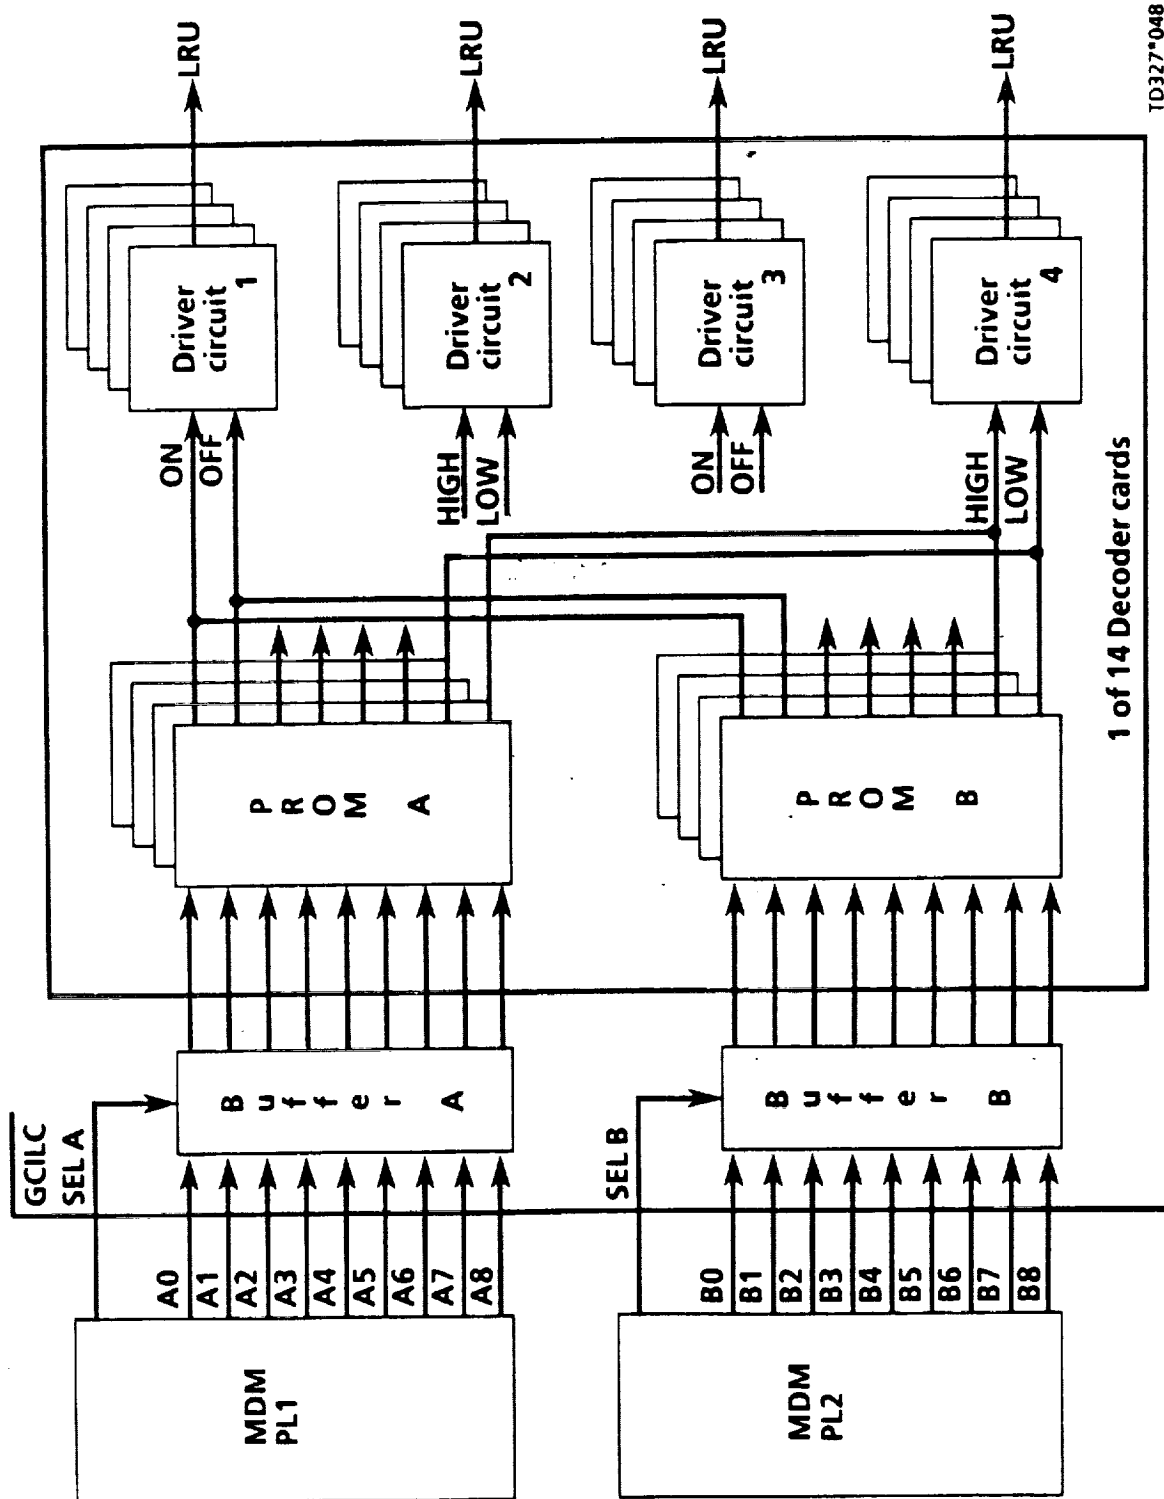 GCILC
SEL A
MDM
PL1
A0
A1
A2
A3
A4
A5
A6
A7
A8
Buffer A
PROM A
ON
OFF
Driver
circuit
1
LRU
HIGH
LOW
Driver
circuit
2
LRU
SEL B
MDM
PL2
B0
B1
B2
B3
B4
B5
B6
B7
B8
Buffer B
PROM B
ON
OFF
Driver
circuit
3
LRU
HIGH
LOW
Driver
circuit
4
LRU
1 of 14 Decoder cards
TD327*048